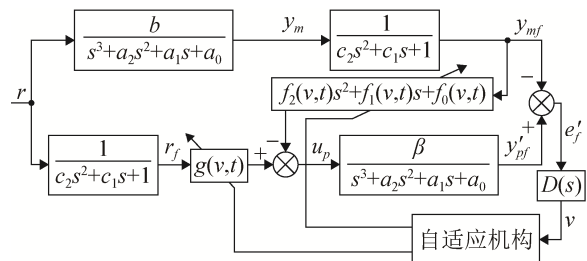 b
s³+a₂s²+a₁s+a₀
yₘ
1
c₂s²+c₁s+1
y_mf
r
f₂(v,t)s²+f₁(v,t)s+f₀(v,t)
−
−
1
c₂s²+c₁s+1
r_f
g(v,t)
+
u_p
β
s³+a₂s²+a₁s+a₀
y′_pf
+
e′_f
D(s)
v
自适应机构